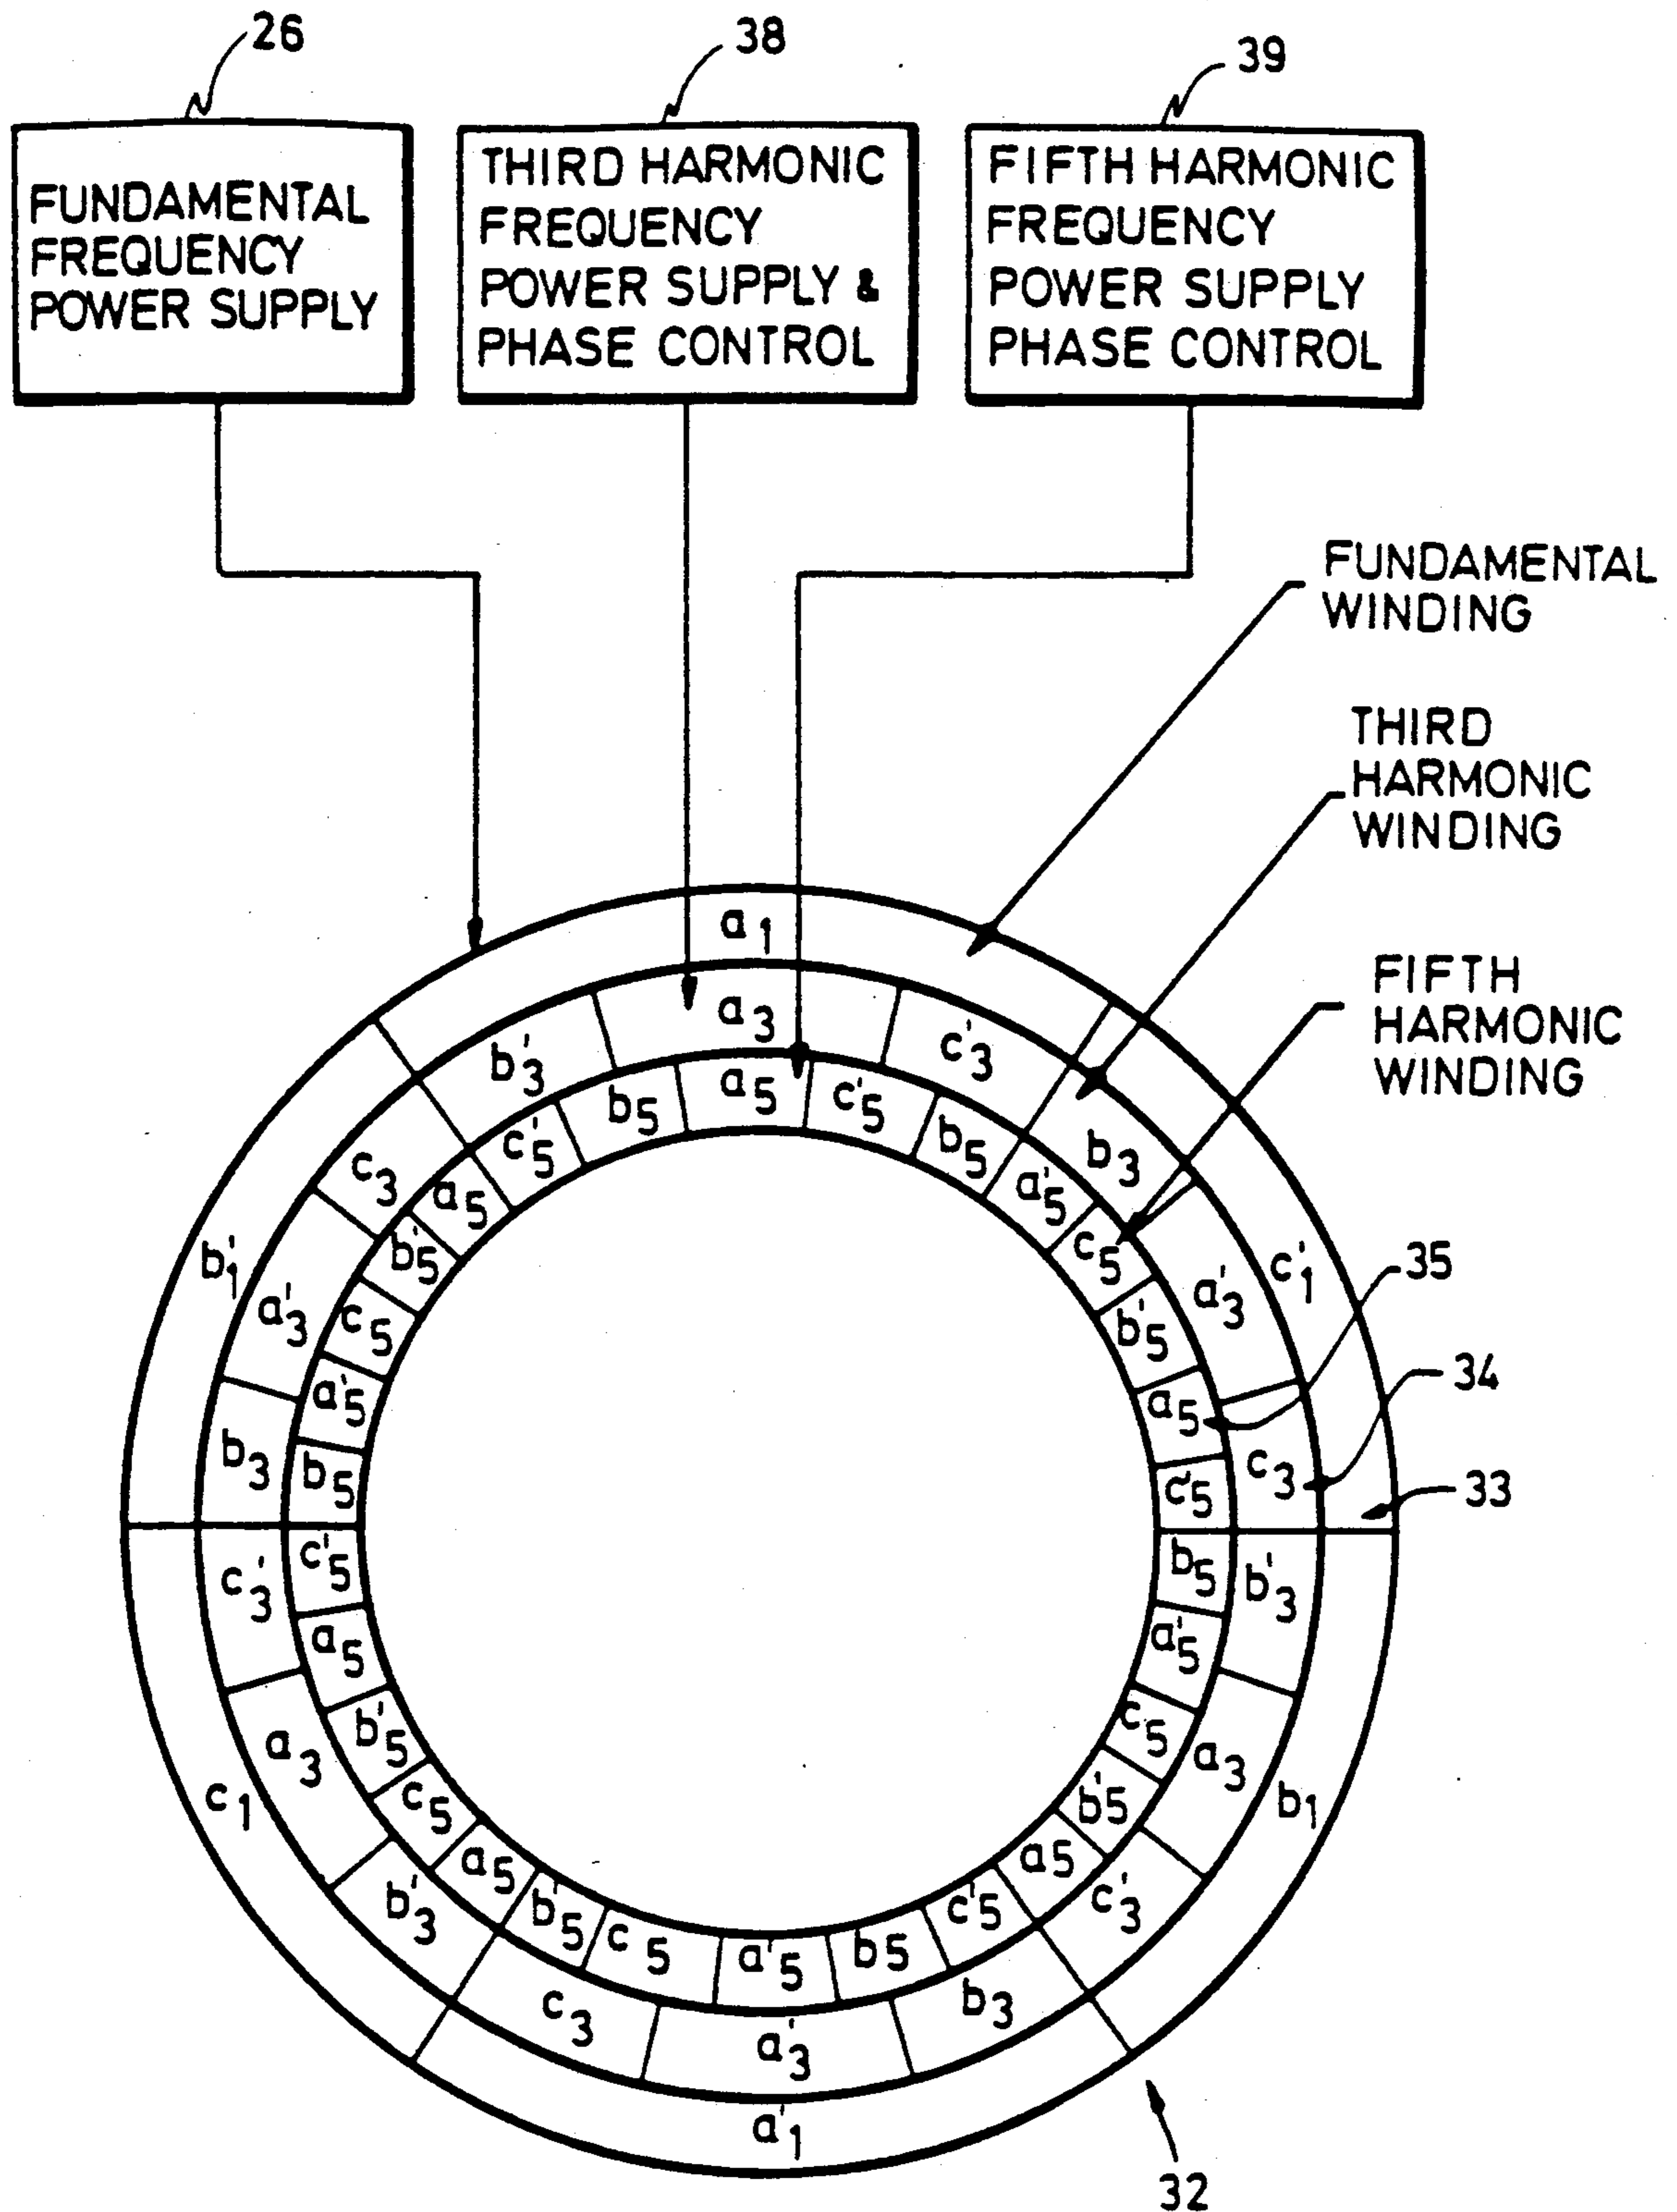 26
38
39
FUNDAMENTAL
FREQUENCY
POWER SUPPLY
THIRD HARMONIC
FREQUENCY
POWER SUPPLY &
PHASE CONTROL
FIFTH HARMONIC
FREQUENCY
POWER SUPPLY
PHASE CONTROL
FUNDAMENTAL
WINDING
THIRD
HARMONIC
WINDING
FIFTH
HARMONIC
WINDING
a1
c'1
b1
a'1
c1
b'1
a3
c'3
b3
a'3
c3
b'3
a3
c'3
b3
a'3
c3
b'3
a3
c'3
b3
a'3
c3
b'3
a5
c'5
b5
a'5
c5
b'5
a5
c'5
b5
a'5
c5
b'5
a5
c'5
b5
a'5
c5
b'5
a5
c5
b'5
a5
c'5
b5
a'5
c5
b'5
a5
c'5
b5
35
34
33
32